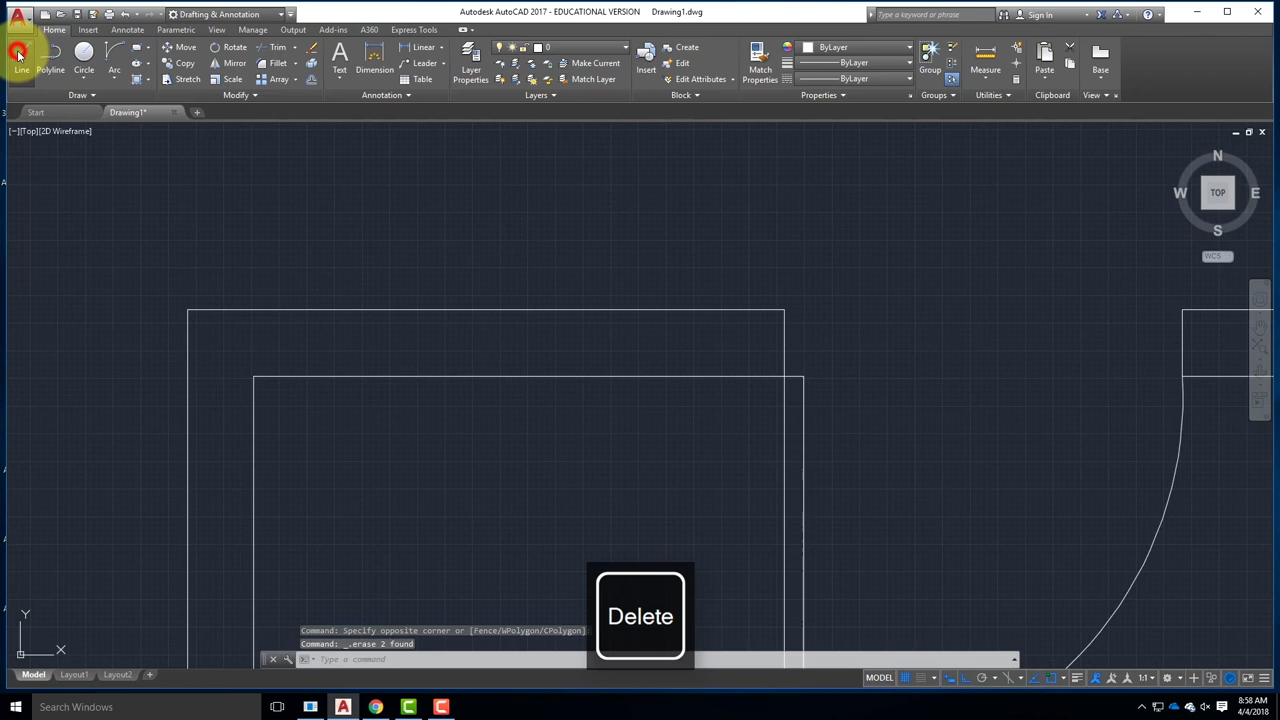 Drafting & Annotation
Autodesk AutoCAD 2017 - EDUCATIONAL VERSION Drawing1.dwg
Type a keyword or phrase
Sign In
Home Insert Annotate Parametric View Manage Output Add-ins A360 Express Tools
Line
Polyline
Circle
Arc
Move Rotate Trim
Copy Mirror Fillet
Stretch Scale Array
Text
Dimension
Linear
Leader
Table
Layer
Properties
0
Make Current
Match Layer
Insert
Create
Edit
Edit Attributes
Match
Properties
ByLayer
ByLayer
ByLayer
Group
Measure
Paste
Base
Draw Modify Annotation Layers Block Properties Groups Utilities Clipboard View
Start Drawing1* +
[−][Top][2D Wireframe]
N
W TOP E
S
WCS
Delete
Command: Specify opposite corner or [Fence/WPolygon/CPolygon]
Command: _.erase 2 found
Type a command
Y
X
Model Layout1 Layout2 +
MODEL
1:1
Search Windows
8:58 AM
4/4/2018